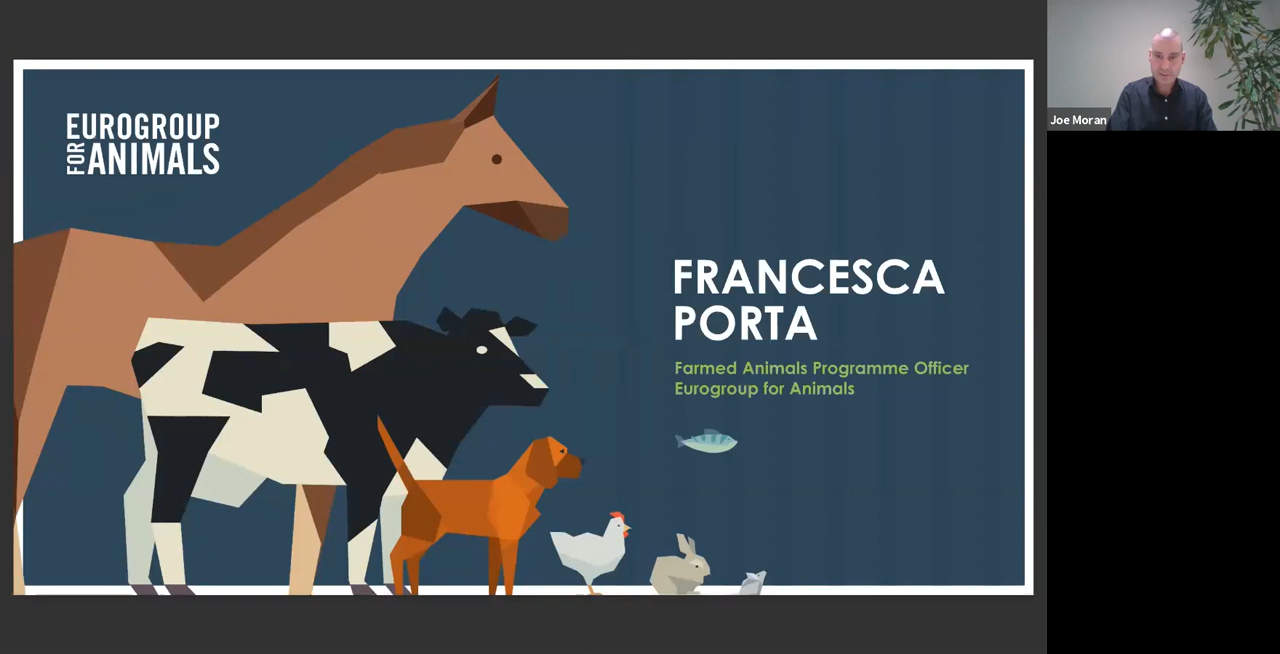 EUROGROUP
FOR ANIMALS
FRANCESCA
PORTA
Farmed Animals Programme Officer
Eurogroup for Animals
Joe Moran